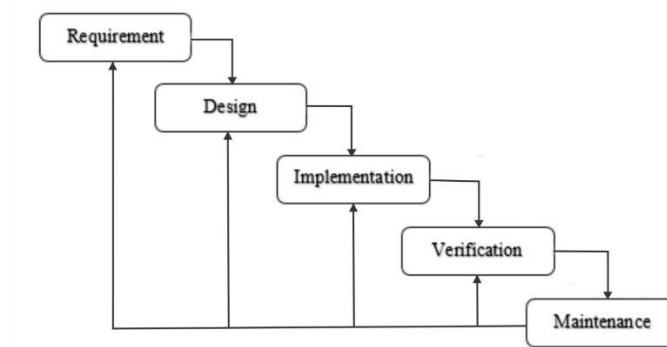 Requirement
Design
Implementation
Verification
Maintenance